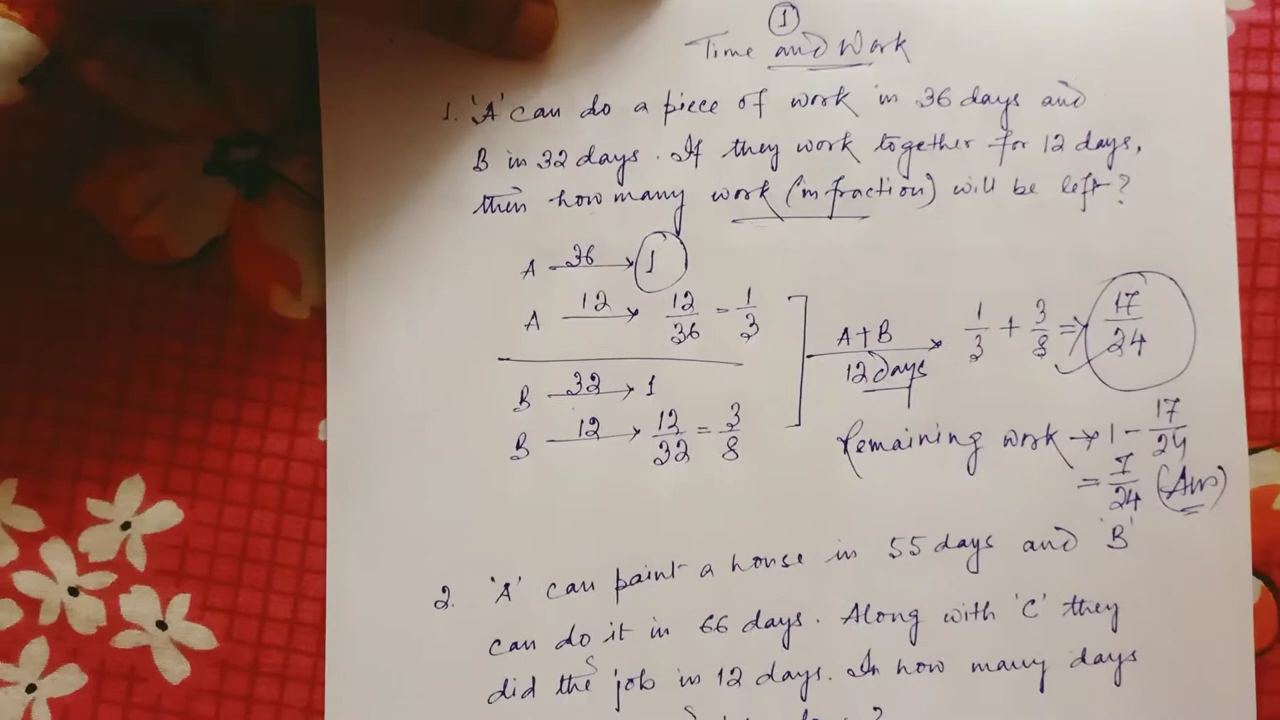 1
Time and Work
1. 'A' can do a piece of work in 36 days and
B in 32 days. If they work together for 12 days,
then how many work (in fraction) will be left?
A 36 → 1
A 12 → 12/36 = 1/3
B 32 → 1
B 12 → 12/32 = 3/8
A+B 12 days → 1/3 + 3/8 ⇒ 17/24
Remaining work → 1 - 17/24
= 7/24 (Ans)
2. 'A' can paint a house in 55 days and 'B'
can do it in 66 days. Along with 'C' they
did the job in 12 days. In how many days